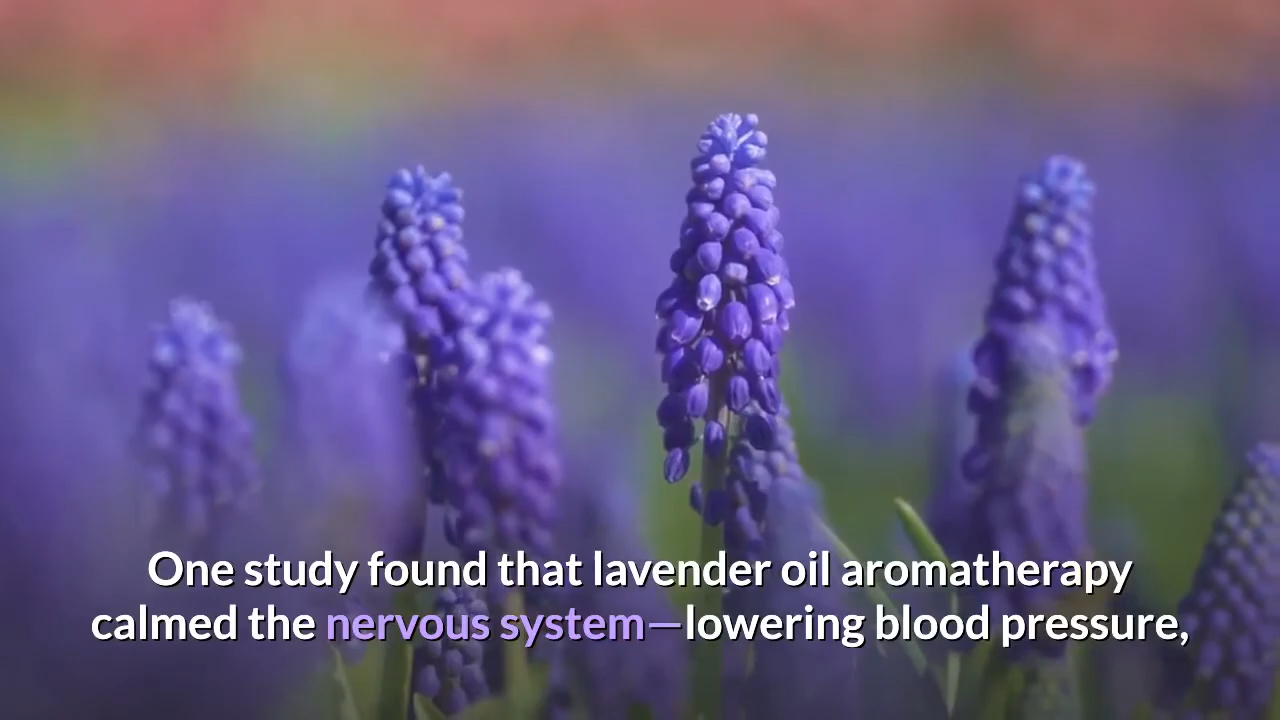 One study found that lavender oil aromatherapy
calmed the nervous system—lowering blood pressure,